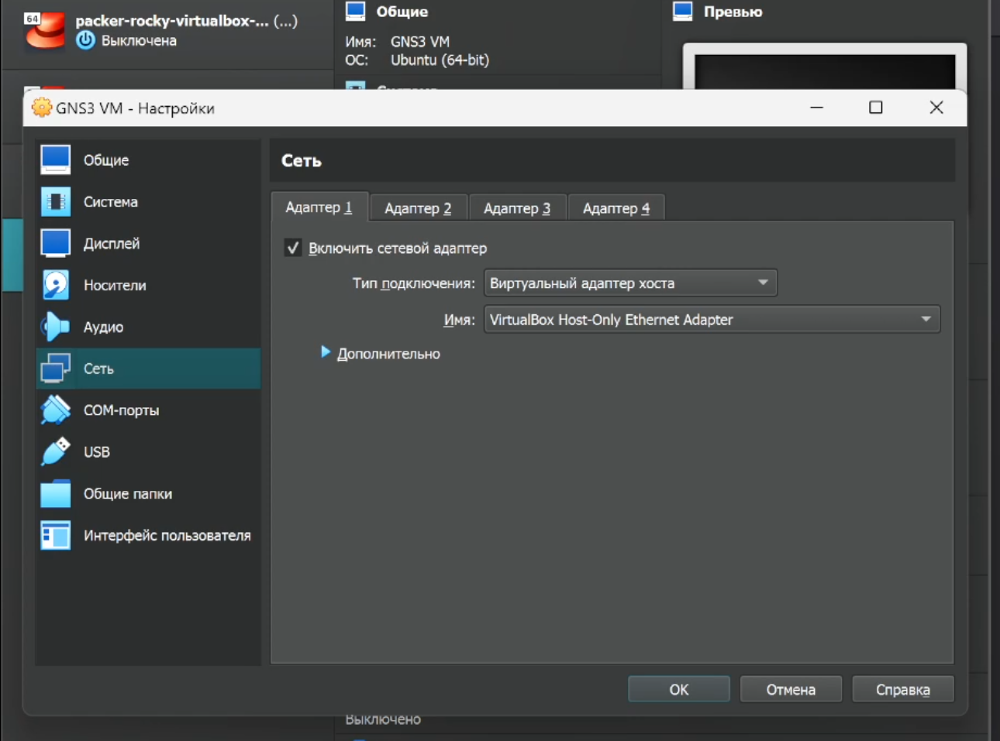 64
packer-rocky-virtualbox-... (...)
Выключена
Общие
Имя: GNS3 VM
ОС: Ubuntu (64-bit)
Превью
GNS3 VM - Настройки
Общие
Система
Дисплей
Носители
Аудио
Сеть
COM-порты
USB
Общие папки
Интерфейс пользователя
Сеть
Адаптер 1
Адаптер 2
Адаптер 3
Адаптер 4
Включить сетевой адаптер
Тип подключения: Виртуальный адаптер хоста
Имя: VirtualBox Host-Only Ethernet Adapter
Дополнительно
OK
Отмена
Справка
Выключено